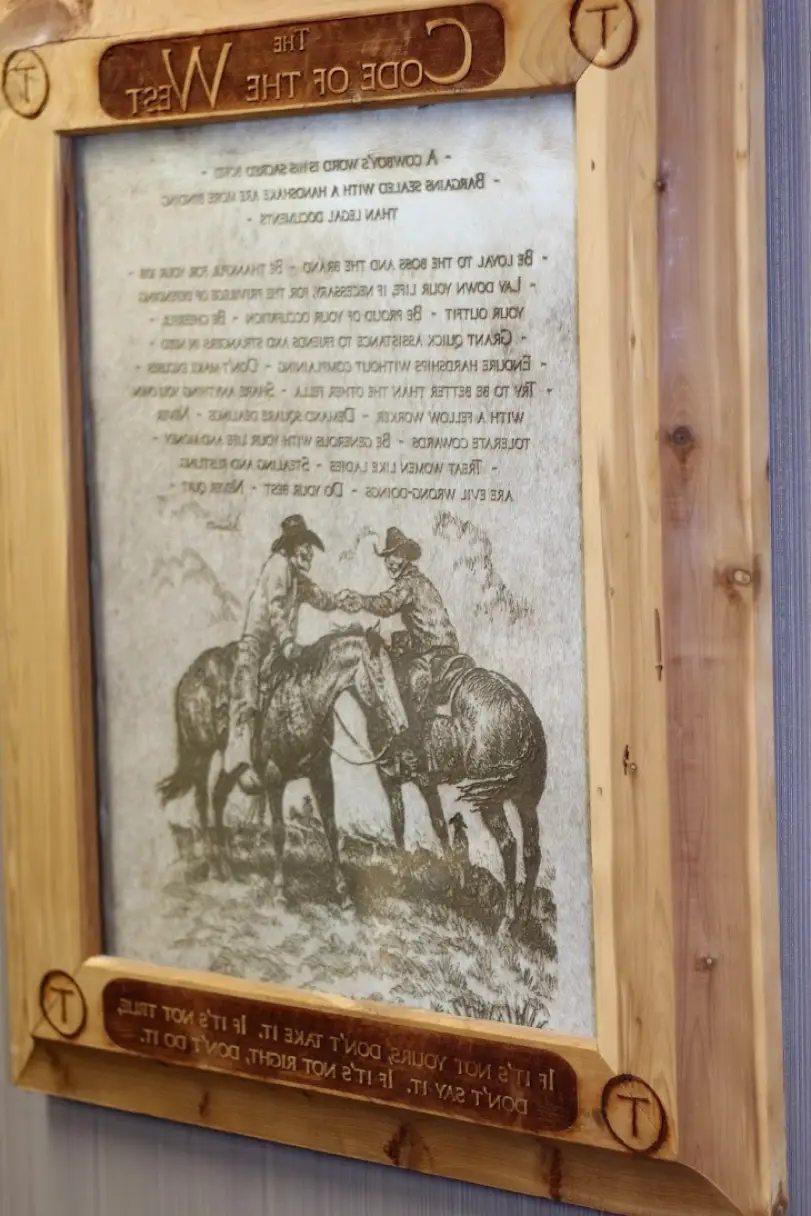 THE
CODE OF THE WEST
- A COWBOY'S WORD IS HIS SACRED BOND -
- BARGAINS SEALED WITH A HANDSHAKE ARE MORE BINDING
THAN LEGAL DOCUMENTS -
- BE LOYAL TO THE BOSS AND THE BRAND - BE THANKFUL FOR YOUR JOB -
- LAY DOWN YOUR LIFE, IF NECESSARY, FOR THE PRIVILEGE OF DEFENDING
YOUR OUTFIT - BE PROUD OF YOUR OCCUPATION - BE CHEERFUL -
- GRANT QUICK ASSISTANCE TO FRIENDS AND STRANGERS IN NEED -
- ENDURE HARDSHIPS WITHOUT COMPLAINING - DON'T MAKE EXCUSES -
- TRY TO BE BETTER THAN THE OTHER FELLA - SHARE ANYTHING YOU OWN
WITH A FELLOW WORKER - DEMAND SQUARE DEALINGS - NEVER
TOLERATE COWARDS - BE GENEROUS WITH YOUR LIFE AND MONEY -
- TREAT WOMEN LIKE LADIES - STEALING AND RUSTLING
ARE EVIL WRONG-DOINGS - DO YOUR BEST - NEVER QUIT -
IF IT'S NOT YOURS, DON'T TAKE IT. IF IT'S NOT TRUE,
DON'T SAY IT. IF IT'S NOT RIGHT, DON'T DO IT.
T
T
T
T